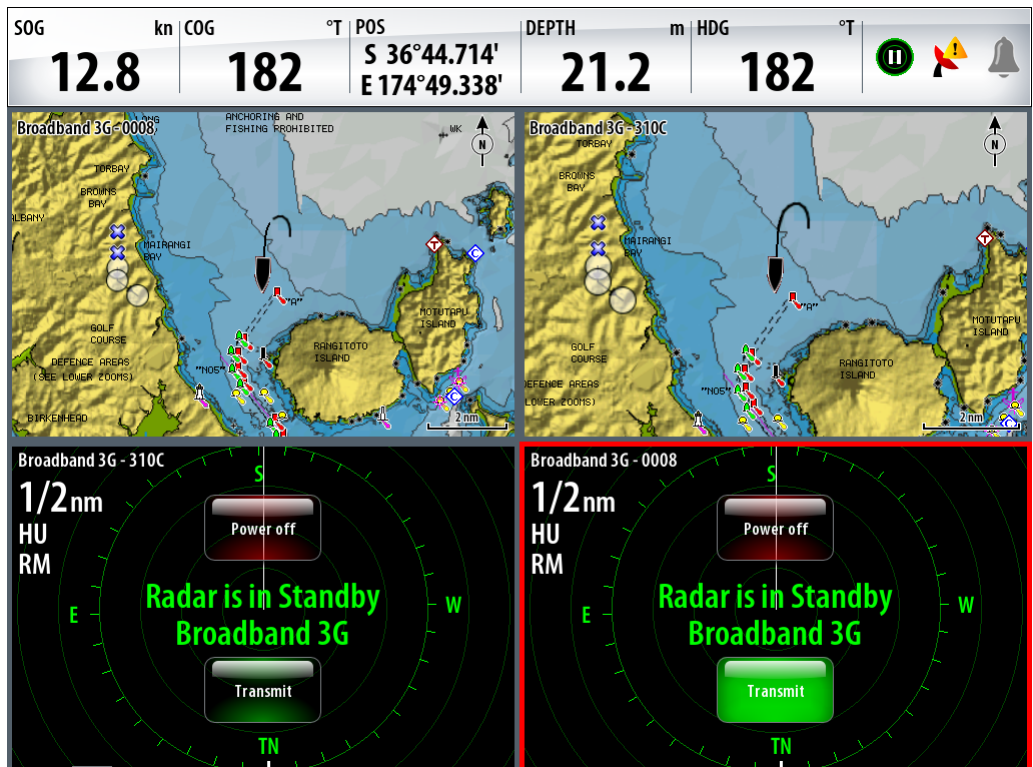 SOG kn COG °T POS DEPTH m HDG °T
12.8 182 S 36°44.714' 21.2 182
E 174°49.338'
Broadband 3G - 0008
ANCHORING AND
FISHING PROHIBITED
WK
N
TORBAY
BROWNS
BAY
ALBANY
MAIRANGI
BAY
"A"
GOLF
COURSE
MOTUTAPU
ISLAND
RANGITOTO
ISLAND
DEFENCE AREAS
(SEE LOWER ZOOMS)
"NO5"
C
T
C
BIRKENHEAD
2 nm
Broadband 3G - 310C
N
TORBAY
BROWNS
BAY
T
MAIRANGI
BAY
"A"
MOTUTAPU
ISLAND
GOLF
COURSE
RANGITOTO
ISLAND
DEFENCE AREAS
LOWER ZOOMS)
"NO5"
C
2 nm
Broadband 3G - 310C
1/2nm
HU
RM
S
Power off
Radar is in Standby
E W
Broadband 3G
Transmit
TN
Broadband 3G - 0008
1/2nm
HU
RM
S
Power off
Radar is in Standby
E W
Broadband 3G
Transmit
TN